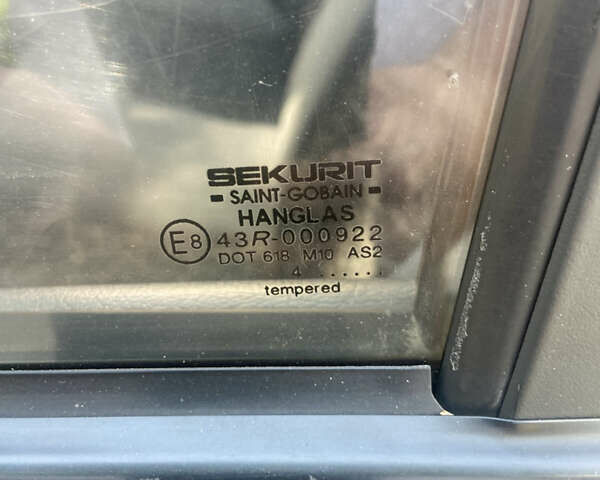 SEKURIT
SAINT-GOBAIN
HANGLAS
E8 43R-000922
DOT 618 M10 AS2
4 ......
tempered